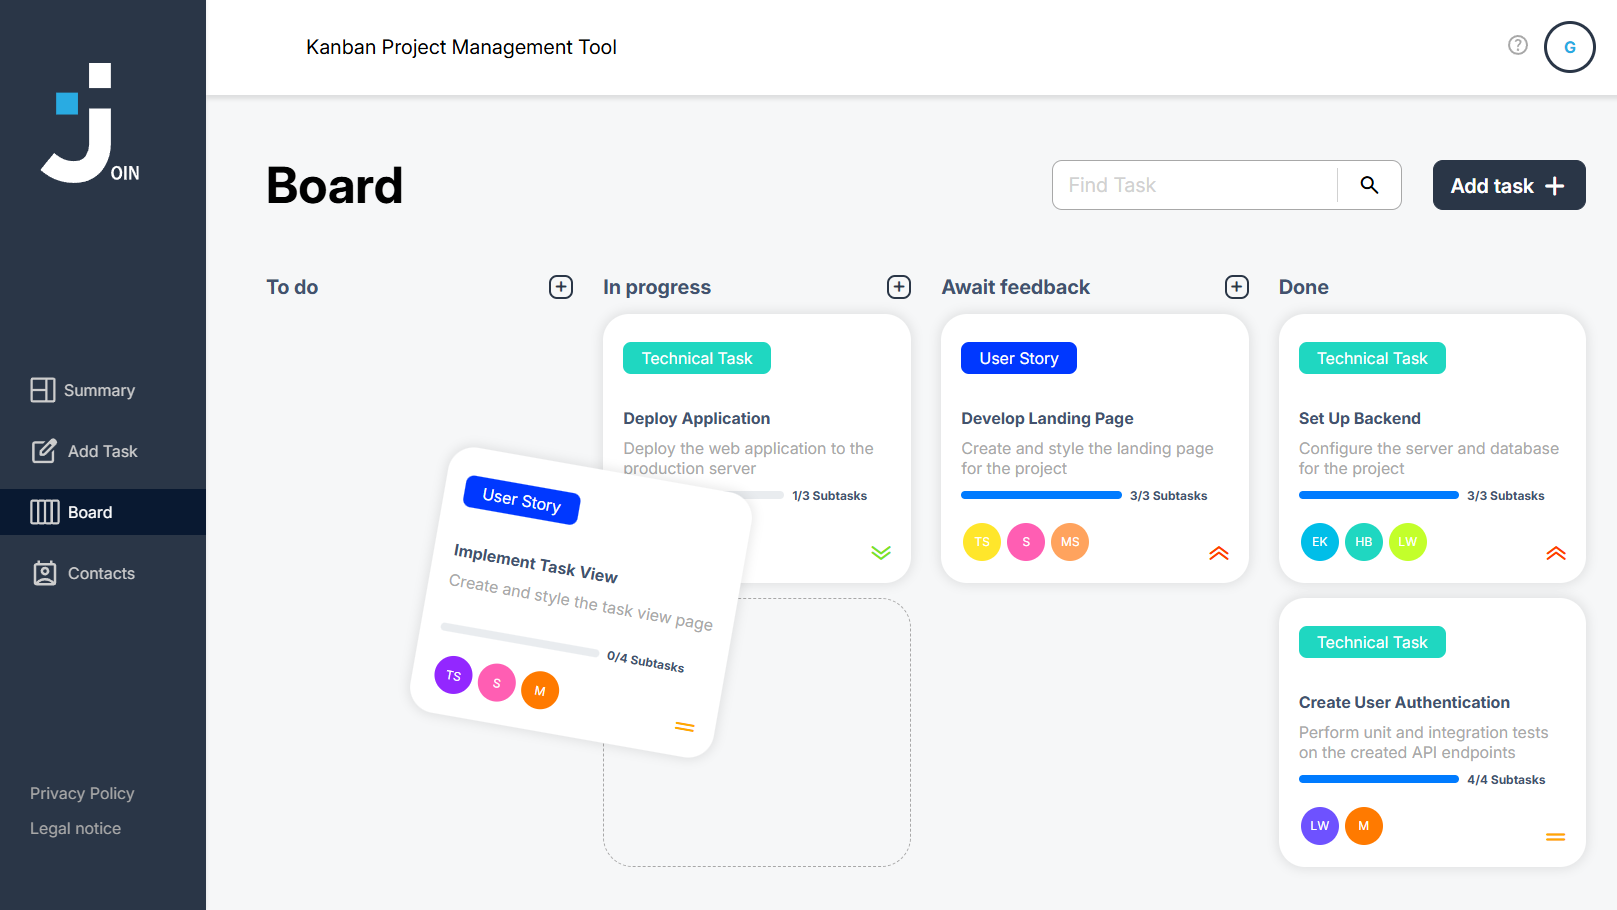 OIN
Summary
Add Task
Board
Contacts
Privacy Policy
Legal notice
Kanban Project Management Tool
G
Board
Find Task
Add task
To do
In progress
Technical Task
Deploy Application
Deploy the web application to the
production server
1/3 Subtasks
User Story
Implement Task View
Create and style the task view page
0/4 Subtasks
TS
S
M
Await feedback
User Story
Develop Landing Page
Create and style the landing page
for the project
3/3 Subtasks
TS
S
MS
Done
Technical Task
Set Up Backend
Configure the server and database
for the project
3/3 Subtasks
EK
HB
LW
Technical Task
Create User Authentication
Perform unit and integration tests
on the created API endpoints
4/4 Subtasks
LW
M